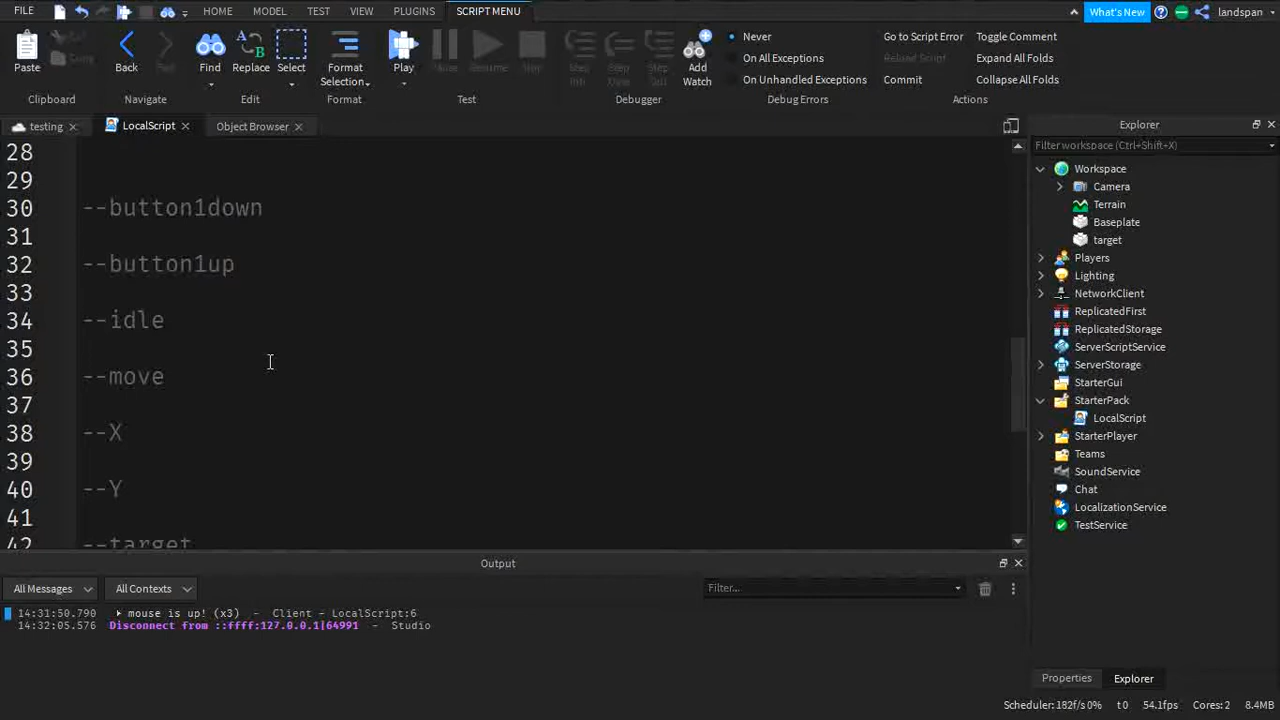 FILE HOME MODEL TEST VIEW PLUGINS SCRIPT MENU What's New landspan
Never Go to Script Error Toggle Comment
On All Exceptions Reload Script Expand All Folds
On Unhandled Exceptions Commit Collapse All Folds
Paste Back Find Replace Select Format Selection Play Resume Add Watch
Clipboard Navigate Edit Format Test Debugger Debug Errors Actions
testing LocalScript Object Browser Explorer
Filter workspace (Ctrl+Shift+X)
28
29
30 --button1down
31
32 --button1up
33
34 --idle
35
36 --move
37
38 --X
39
40 --Y
41
42 --target
Workspace
Camera
Terrain
Baseplate
target
Players
Lighting
NetworkClient
ReplicatedFirst
ReplicatedStorage
ServerScriptService
ServerStorage
StarterGui
StarterPack
LocalScript
StarterPlayer
Teams
SoundService
Chat
LocalizationService
TestService
Output
All Messages All Contexts Filter...
14:31:50.790 mouse is up! (x3) - Client - LocalScript:6
14:32:05.576 Disconnect from ::ffff:127.0.0.1|64991 - Studio
Properties Explorer
Scheduler:182f/s0% t0 54.1fps Cores: 2 8.4MB